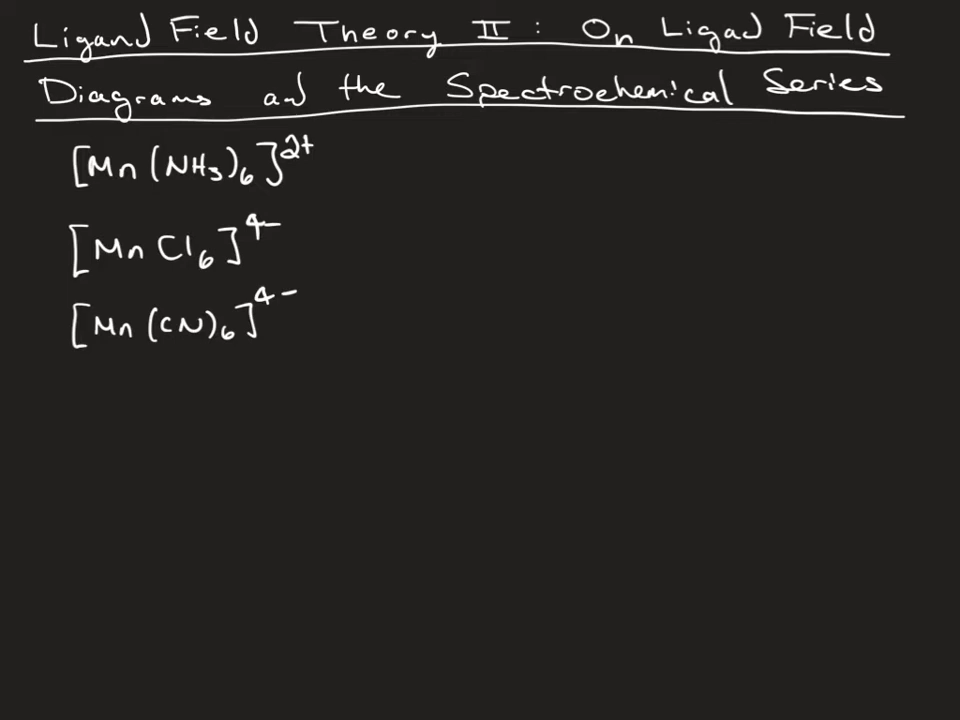 Ligand Field Theory II : On Ligad Field
Diagrams and the Spectrochemical Series
[Mn(NH₃)₆]²⁺
[MnCl₆]⁴⁻
[Mn(CN)₆]⁴⁻